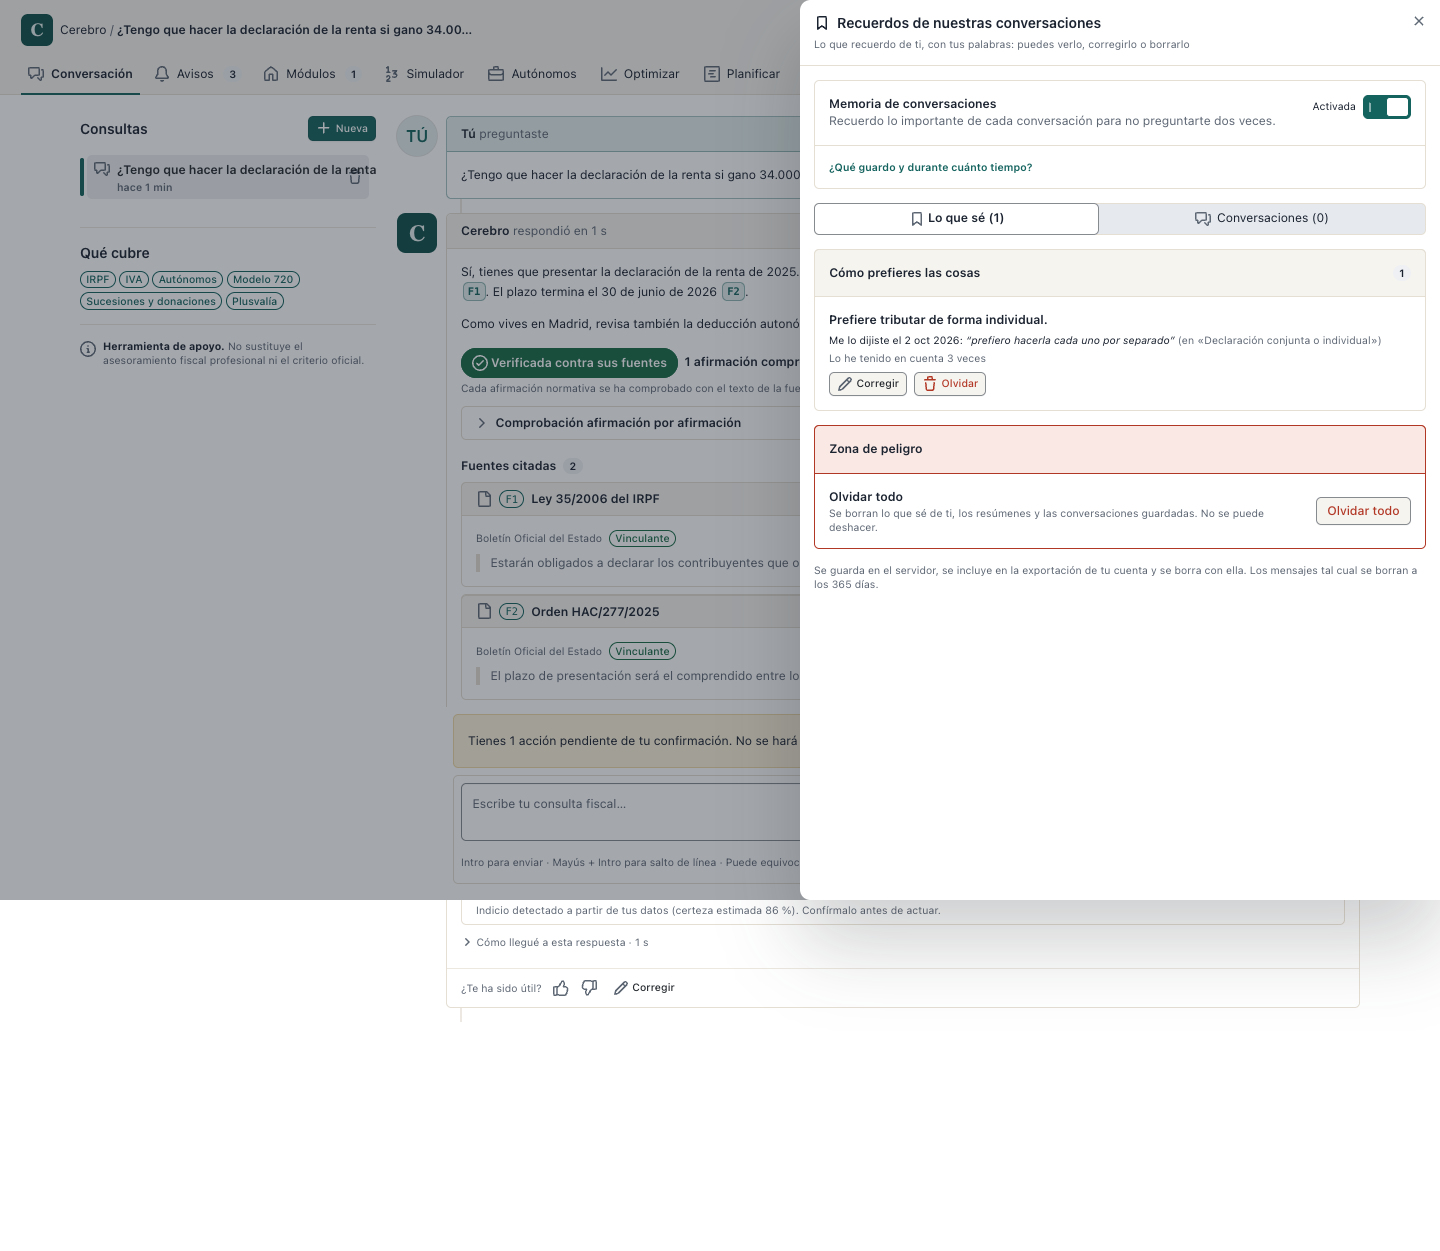 C
Cerebro / ¿Tengo que hacer la declaración de la renta si gano 34.00...
Conversación
Avisos 3
Módulos 1
Simulador
Autónomos
Optimizar
Planificar
Consultas
Nueva
¿Tengo que hacer la declaración de la renta
hace 1 min
Qué cubre
IRPF IVA Autónomos Modelo 720
Sucesiones y donaciones Plusvalía
Herramienta de apoyo. No sustituye el
asesoramiento fiscal profesional ni el criterio oficial.
TÚ
Tú preguntaste
¿Tengo que hacer la declaración de la renta si gano 34.000
C
Cerebro respondió en 1 s
Sí, tienes que presentar la declaración de la renta de 2025.
F1. El plazo termina el 30 de junio de 2026 F2.
Como vives en Madrid, revisa también la deducción autonó
Verificada contra sus fuentes 1 afirmación compr
Cada afirmación normativa se ha comprobado con el texto de la fue
Comprobación afirmación por afirmación
Fuentes citadas 2
F1 Ley 35/2006 del IRPF
Boletín Oficial del Estado Vinculante
Estarán obligados a declarar los contribuyentes que o
F2 Orden HAC/277/2025
Boletín Oficial del Estado Vinculante
El plazo de presentación será el comprendido entre lo
Tienes 1 acción pendiente de tu confirmación. No se hará
Escribe tu consulta fiscal...
Intro para enviar · Mayús + Intro para salto de línea · Puede equivoc
Indicio detectado a partir de tus datos (certeza estimada 86 %). Confírmalo antes de actuar.
Cómo llegué a esta respuesta · 1 s
¿Te ha sido útil?
Corregir
Recuerdos de nuestras conversaciones
Lo que recuerdo de ti, con tus palabras: puedes verlo, corregirlo o borrarlo
Memoria de conversaciones
Recuerdo lo importante de cada conversación para no preguntarte dos veces.
Activada
¿Qué guardo y durante cuánto tiempo?
Lo que sé (1)
Conversaciones (0)
Cómo prefieres las cosas 1
Prefiere tributar de forma individual.
Me lo dijiste el 2 oct 2026: “prefiero hacerla cada uno por separado” (en «Declaración conjunta o individual»)
Lo he tenido en cuenta 3 veces
Corregir
Olvidar
Zona de peligro
Olvidar todo
Se borran lo que sé de ti, los resúmenes y las conversaciones guardadas. No se puede
deshacer.
Olvidar todo
Se guarda en el servidor, se incluye en la exportación de tu cuenta y se borra con ella. Los mensajes tal cual se borran a
los 365 días.